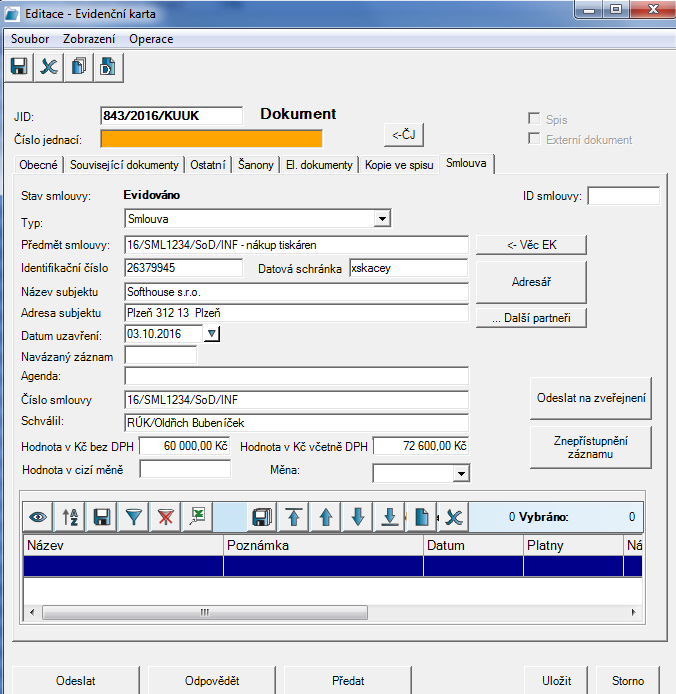 Editace - Evidenční karta
Soubor Zobrazení Operace
JID: 843/2016/KUUK Dokument Spis
Číslo jednací: <-ČJ Externí dokument
Obecné Související dokumenty Ostatní Šanony El. dokumenty Kopie ve spisu Smlouva
Stav smlouvy: Evidováno ID smlouvy:
Typ: Smlouva
Předmět smlouvy: 16/SML1234/SoD/INF - nákup tiskáren <- Věc EK
Identifikační číslo 26379945 Datová schránka xskacey Adresář
Název subjektu Softhouse s.r.o.
Adresa subjektu Plzeň 312 13 Plzeň ... Další partneři
Datum uzavření: 03.10.2016
Navázaný záznam
Agenda:
Číslo smlouvy 16/SML1234/SoD/INF Odeslat na zveřejnení
Schválil: RÚK/Oldřich Bubeníček
Hodnota v Kč bez DPH 60 000,00 Kč Hodnota v Kč včetně DPH 72 600,00 Kč Znepřístupnění záznamu
Hodnota v cizí měně Měna:
0 Vybráno: 0
Název Poznámka Datum Platny Ná
Odeslat Odpovědět Předat Uložit Storno